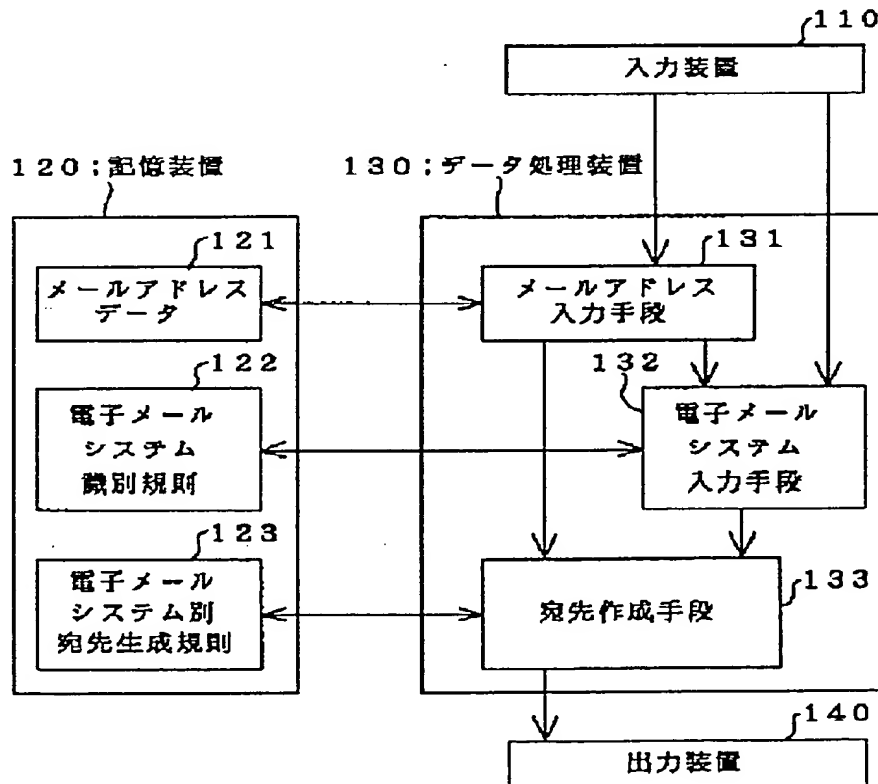 110
入力装置
120;記憶装置
130;データ処理装置
121
メールアドレス
データ
131
メールアドレス
入力手段
122
電子メール
システム
識別規則
132
電子メール
システム
入力手段
123
電子メール
システム別
宛先生成規則
133
宛先作成手段
140
出力装置